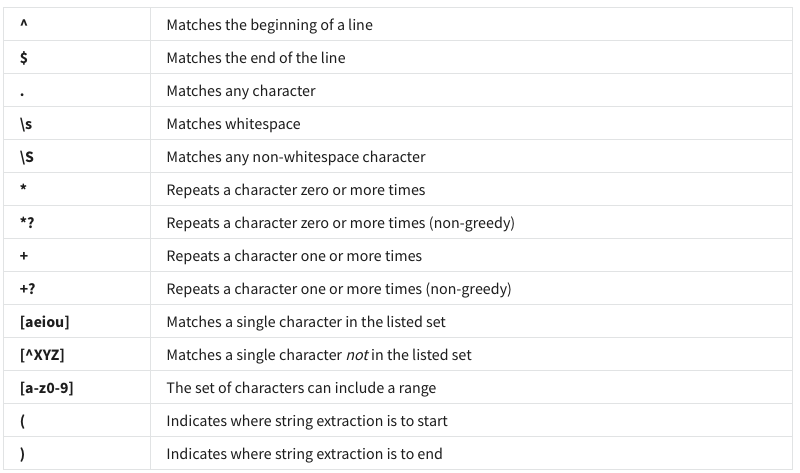 ^ Matches the beginning of a line
$ Matches the end of the line
. Matches any character
\s Matches whitespace
\S Matches any non-whitespace character
* Repeats a character zero or more times
*? Repeats a character zero or more times (non-greedy)
+ Repeats a character one or more times
+? Repeats a character one or more times (non-greedy)
[aeiou] Matches a single character in the listed set
[^XYZ] Matches a single character not in the listed set
[a-z0-9] The set of characters can include a range
( Indicates where string extraction is to start
) Indicates where string extraction is to end